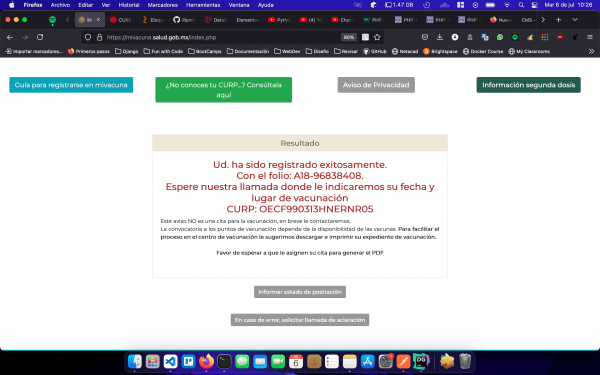 Firefox Archivo Editar Ver Historial Marcadores Herramientas Ventana Ayuda
1.47 GB
Mar 6 de jul 10:26
CURP
Elemento
Python
https://mivacuna.salud.gob.mx/index.php
80%
Importar marcadores... Primeros pasos Django Fun with Code BootCamps Documentación WebDev Diseño Revisar GitHub Netacad Brightspace Docker Course My Classrooms
Guía para registrarse en mivacuna
¿No conoces tu CURP..? Consúltala
aquí
Aviso de Privacidad
Información segunda dosis
Resultado
Ud. ha sido registrado exitosamente.
Con el folio: A18-96838408.
Espere nuestra llamada donde le indicaremos su fecha y
lugar de vacunación
CURP: OECF990313HNERNR05
Este aviso NO es una cita para la vacunación, en breve le contactaremos.
La convocatoria a los puntos de vacunación depende de la disponibilidad de las vacunas. Para facilitar el
proceso en el centro de vacunación le sugerimos descargar e imprimir su expediente de vacunación.
Favor de esperar a que le asignen su cita para generar el PDF
Informar estado de postración
En caso de error, solicitar llamada de aclaración